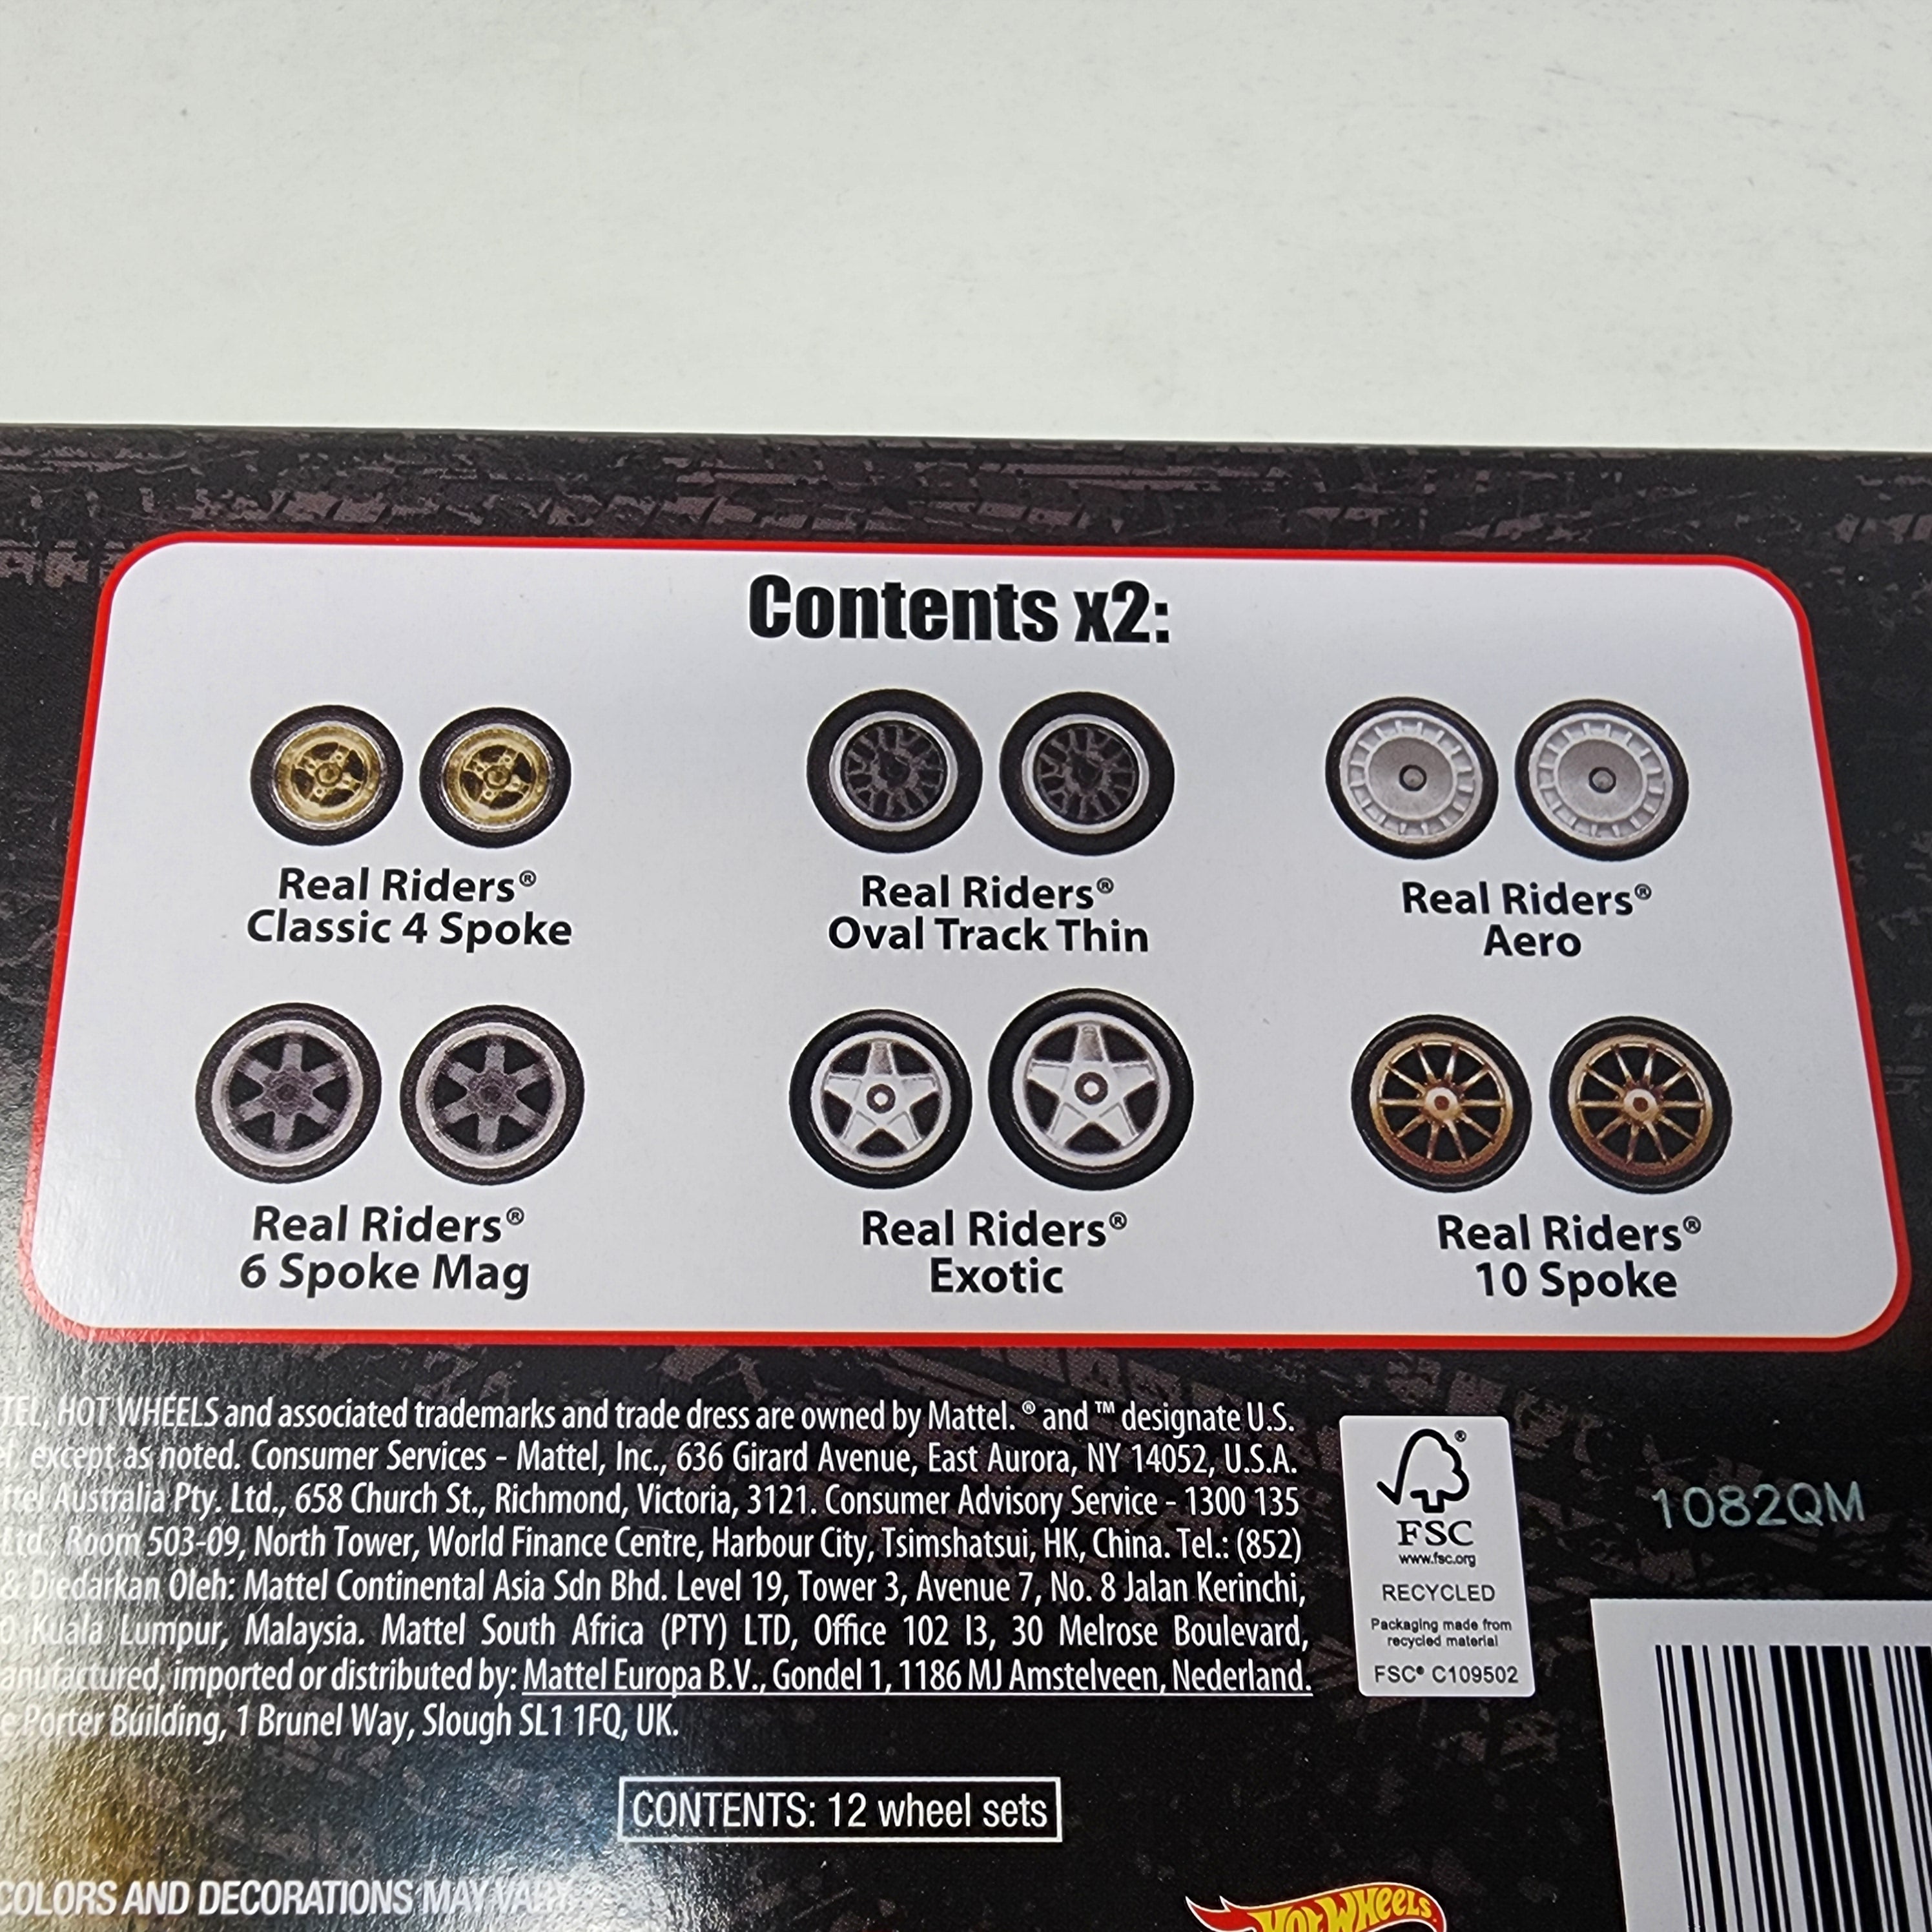 Contents x2:
Real Riders®
Classic 4 Spoke
Real Riders®
Oval Track Thin
Real Riders®
Aero
Real Riders®
6 Spoke Mag
Real Riders®
Exotic
Real Riders®
10 Spoke
HOT WHEELS and associated trademarks and trade dress are owned by Mattel. ® and ™ designate U.S.
except as noted. Consumer Services - Mattel, Inc., 636 Girard Avenue, East Aurora, NY 14052, U.S.A.
Australia Pty. Ltd., 658 Church St., Richmond, Victoria, 3121. Consumer Advisory Service - 1300 135
Ltd., Room 503-09, North Tower, World Finance Centre, Harbour City, Tsimshatsui, HK, China. Tel.: (852)
& Diedarkan Oleh: Mattel Continental Asia Sdn Bhd. Level 19, Tower 3, Avenue 7, No. 8 Jalan Kerinchi,
Kuala Lumpur, Malaysia. Mattel South Africa (PTY) LTD, Office 102 I3, 30 Melrose Boulevard,
anufactured, imported or distributed by: Mattel Europa B.V., Gondel 1, 1186 MJ Amstelveen, Nederland.
Porter Building, 1 Brunel Way, Slough SL1 1FQ, UK.
FSC
®
www.fsc.org
RECYCLED
Packaging made from
recycled material
FSC® C109502
1082QM
CONTENTS: 12 wheel sets
COLORS AND DECORATIONS MAY VARY.
HOT WHEELS